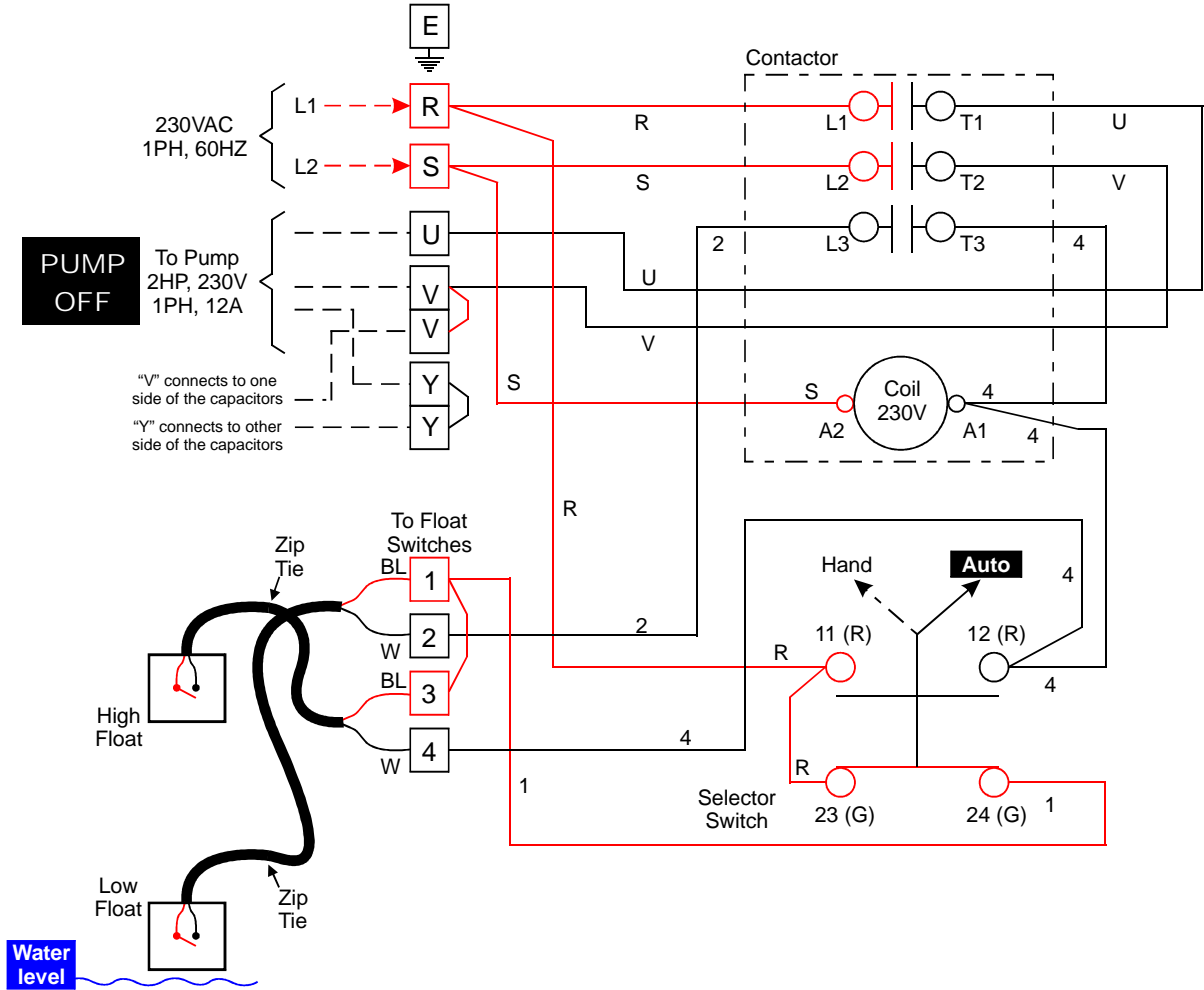 E
Contactor
230VAC
1PH, 60HZ
L1
R
R
L1
T1
U
L2
S
S
L2
T2
V
PUMP
OFF
To Pump
2HP, 230V
1PH, 12A
U
2
L3
T3
4
V
U
V
V
"V" connects to one
side of the capacitors
Y
S
S
Coil
230V
4
"Y" connects to other
side of the capacitors
Y
A2
A1
4
R
To Float
Switches
Zip
Tie
BL
1
Hand
Auto
4
W
2
2
11 (R)
12 (R)
R
4
BL
3
High
Float
W
4
4
1
R
Selector
Switch
23 (G)
24 (G)
1
Low
Float
Zip
Tie
Water
level